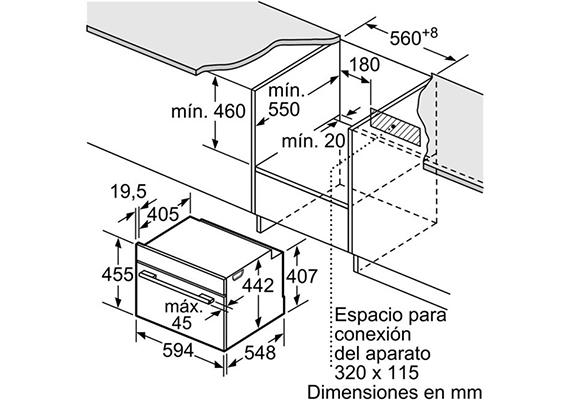 560+8
180
mín.
550
mín. 460
mín. 20
19,5
405
455
442
407
máx.
45
594
548
Espacio para
conexión
del aparato
320 x 115
Dimensiones en mm